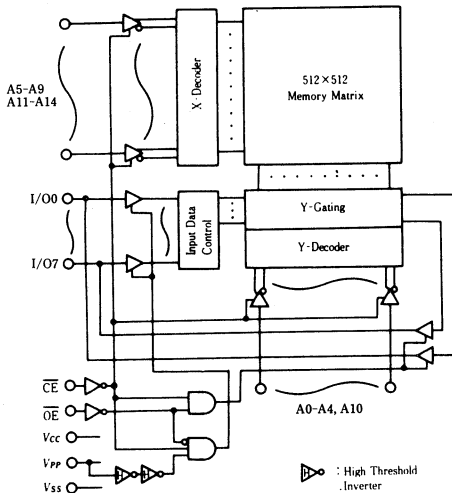 A5-A9
A11-A14
X-Decoder
512×512
Memory Matrix
I/O0
I/O7
Input Data
Control
Y-Gating
Y-Decoder
CE
OE
VCC
VPP
VSS
A0-A4, A10
H
H
H
: High Threshold
.Inverter